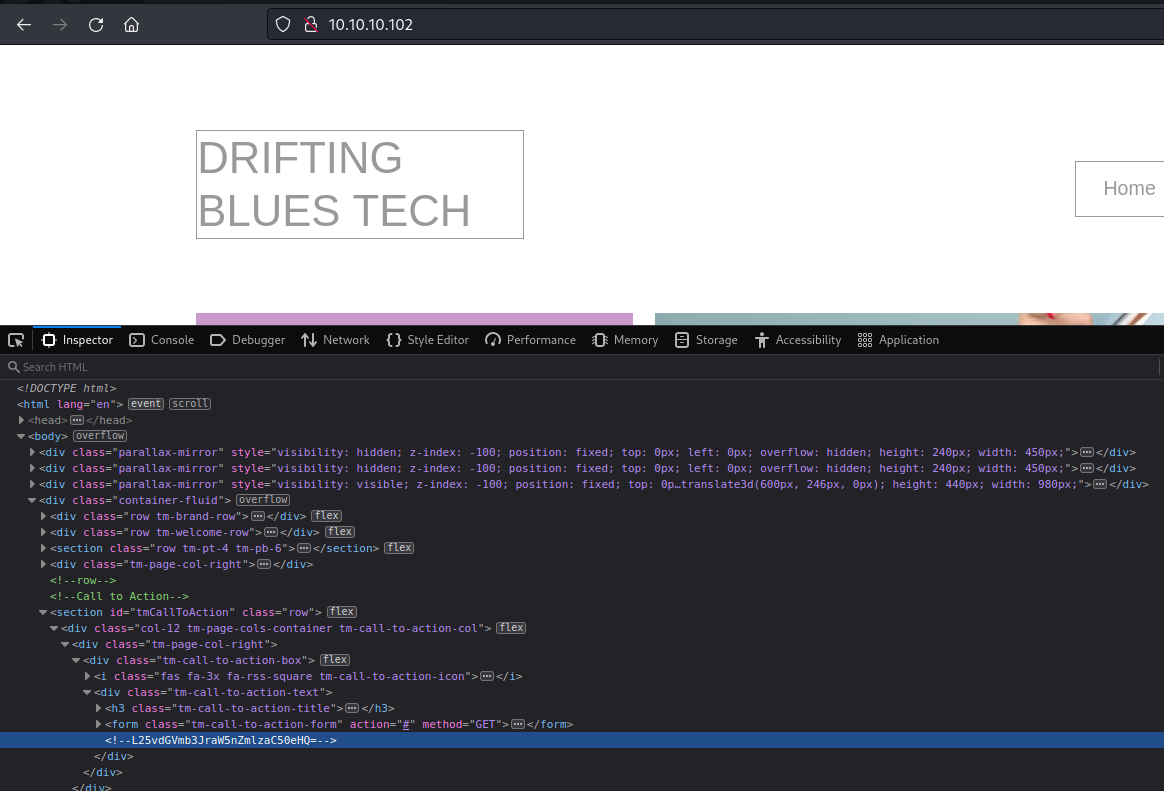 10.10.10.102
DRIFTING
BLUES TECH
Home
Inspector Console Debugger Network Style Editor Performance Memory Storage Accessibility Application
Search HTML
<!DOCTYPE html>
<html lang="en"> event scroll
<head> ••• </head>
<body> overflow
<div class="parallax-mirror" style="visibility: hidden; z-index: -100; position: fixed; top: 0px; left: 0px; overflow: hidden; height: 240px; width: 450px;"> ••• </div>
<div class="parallax-mirror" style="visibility: hidden; z-index: -100; position: fixed; top: 0px; left: 0px; overflow: hidden; height: 240px; width: 450px;"> ••• </div>
<div class="parallax-mirror" style="visibility: visible; z-index: -100; position: fixed; top: 0p…translate3d(600px, 246px, 0px); height: 440px; width: 980px;"> ••• </div>
<div class="container-fluid"> overflow
<div class="row tm-brand-row"> ••• </div> flex
<div class="row tm-welcome-row"> ••• </div> flex
<section class="row tm-pt-4 tm-pb-6"> ••• </section> flex
<div class="tm-page-col-right"> ••• </div>
<!--row-->
<!--Call to Action-->
<section id="tmCallToAction" class="row"> flex
<div class="col-12 tm-page-cols-container tm-call-to-action-col"> flex
<div class="tm-page-col-right">
<div class="tm-call-to-action-box"> flex
<i class="fas fa-3x fa-rss-square tm-call-to-action-icon"> ••• </i>
<div class="tm-call-to-action-text">
<h3 class="tm-call-to-action-title"> ••• </h3>
<form class="tm-call-to-action-form" action="#" method="GET"> ••• </form>
<!--L25vdGVmb3JraW5nZmlzaC50eHQ=-->
</div>
</div>
</div>